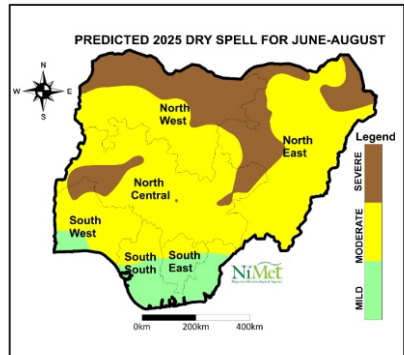 PREDICTED 2025 DRY SPELL FOR JUNE-AUGUST
N
W E
S
North
West
North
East
Legend
SEVERE
North
Central
South
West
MODERATE
South
South
South
East
NiMet
MILD
0km 200km 400km